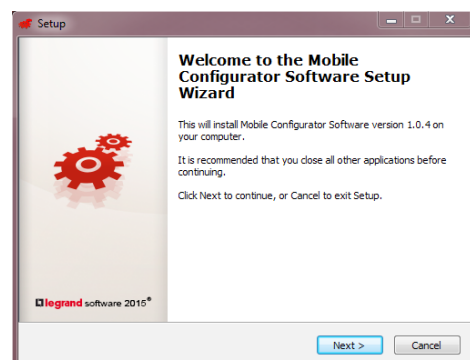 Setup
Welcome to the Mobile
Configurator Software Setup
Wizard
This will install Mobile Configurator Software version 1.0.4 on
your computer.
It is recommended that you close all other applications before
continuing.
Click Next to continue, or Cancel to exit Setup.
legrand software 2015®
Next >
Cancel